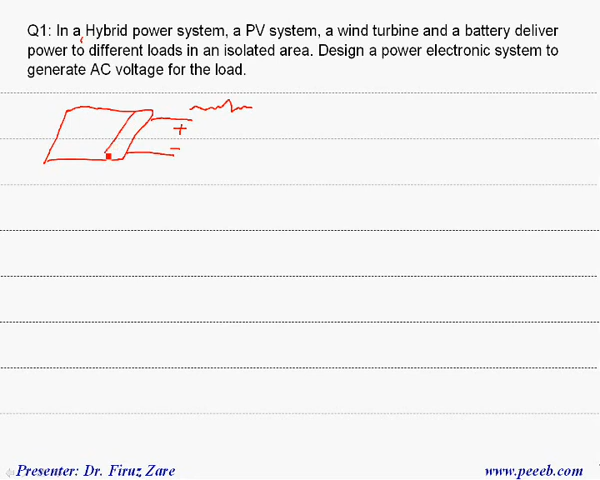 Q1: In a Hybrid power system, a PV system, a wind turbine and a battery deliver
power to different loads in an isolated area. Design a power electronic system to
generate AC voltage for the load.
+
-
Presenter: Dr. Firuz Zare
www.peeeb.com